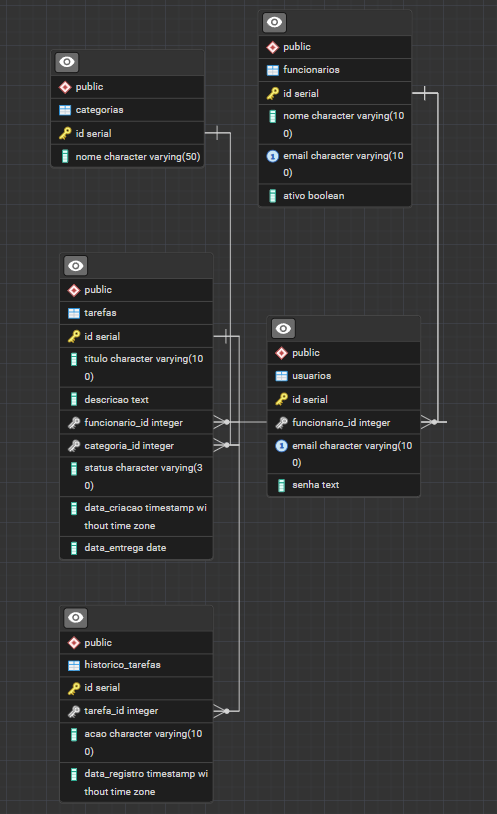 public
categorias
id serial
nome character varying(50)
public
funcionarios
id serial
nome character varying(10
0)
email character varying(10
0)
ativo boolean
public
tarefas
id serial
titulo character varying(10
0)
descricao text
funcionario_id integer
categoria_id integer
status character varying(3
0)
data_criacao timestamp wi
thout time zone
data_entrega date
public
usuarios
id serial
funcionario_id integer
email character varying(10
0)
senha text
public
historico_tarefas
id serial
tarefa_id integer
acao character varying(10
0)
data_registro timestamp wi
thout time zone